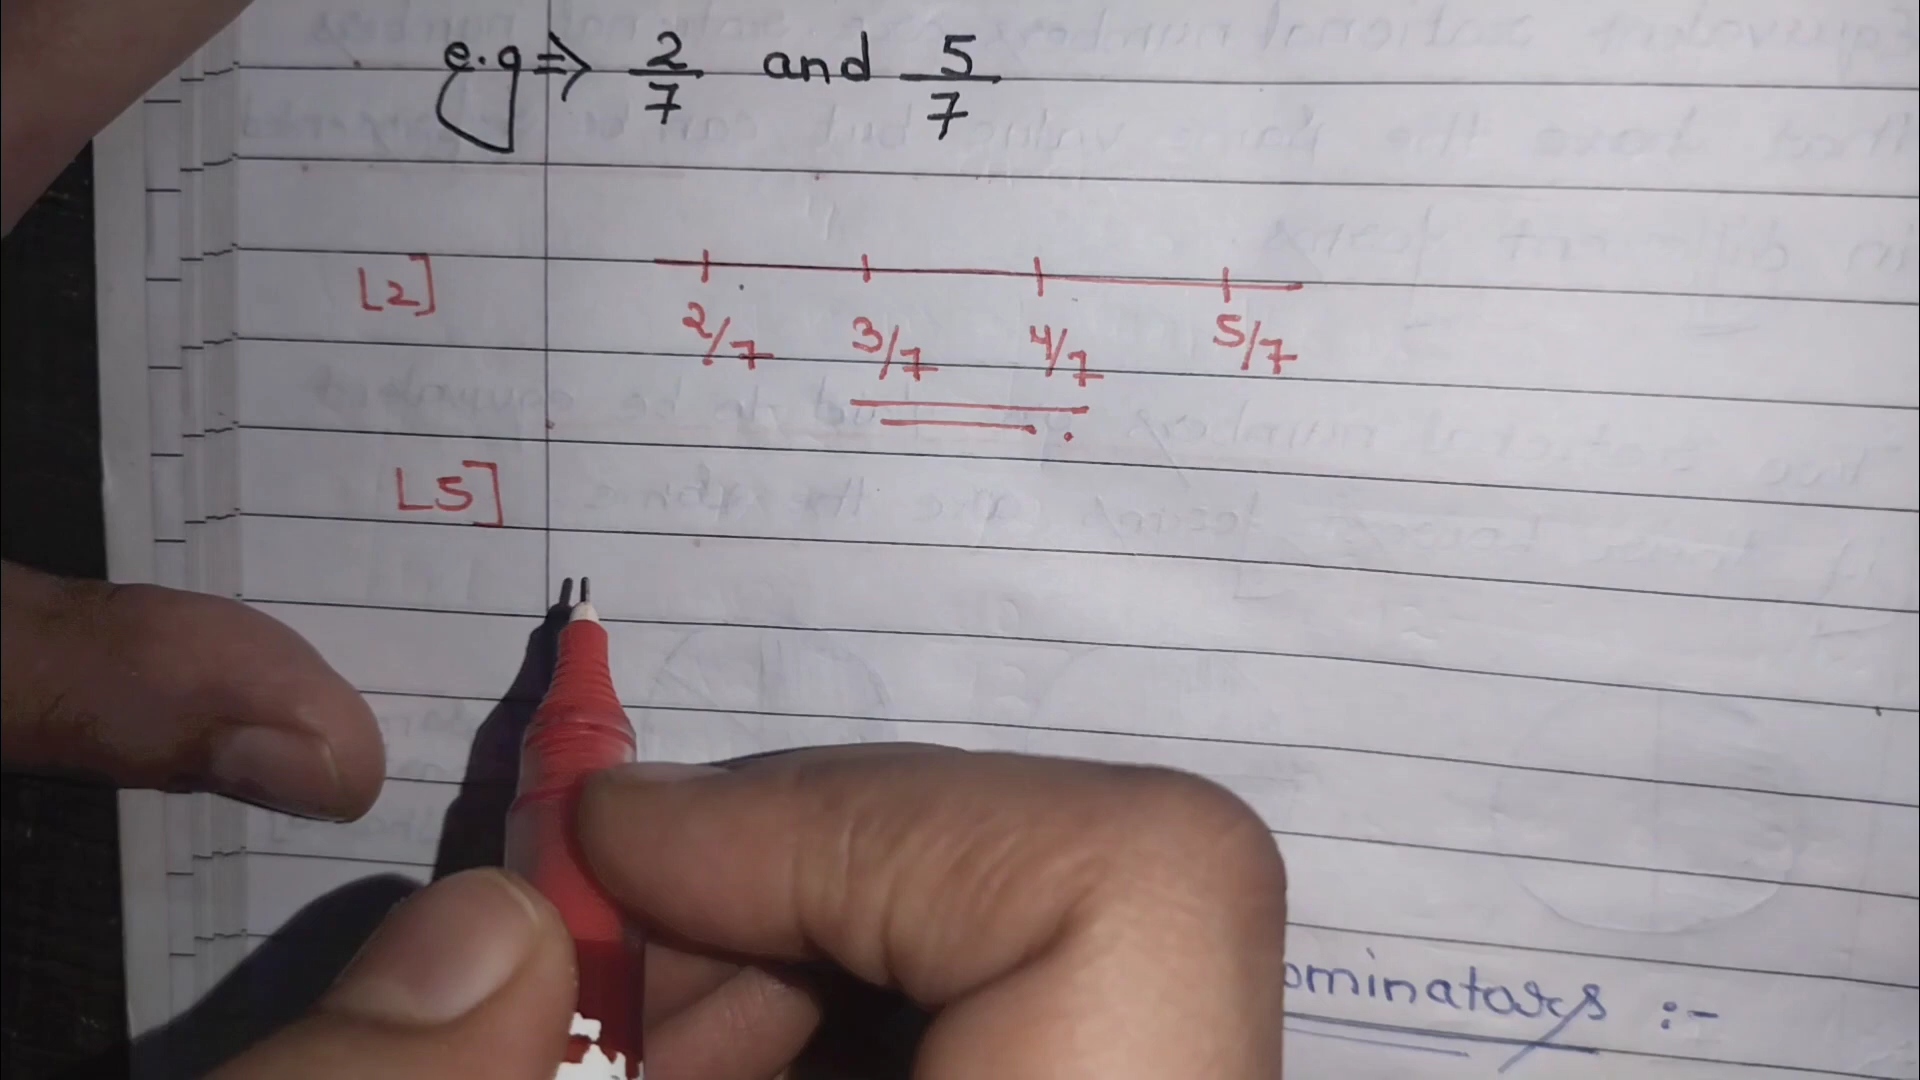 e.g ⇒ 2/7 and 5/7
[2]
2/7 3/7 4/7 5/7
[5]
ominators :-